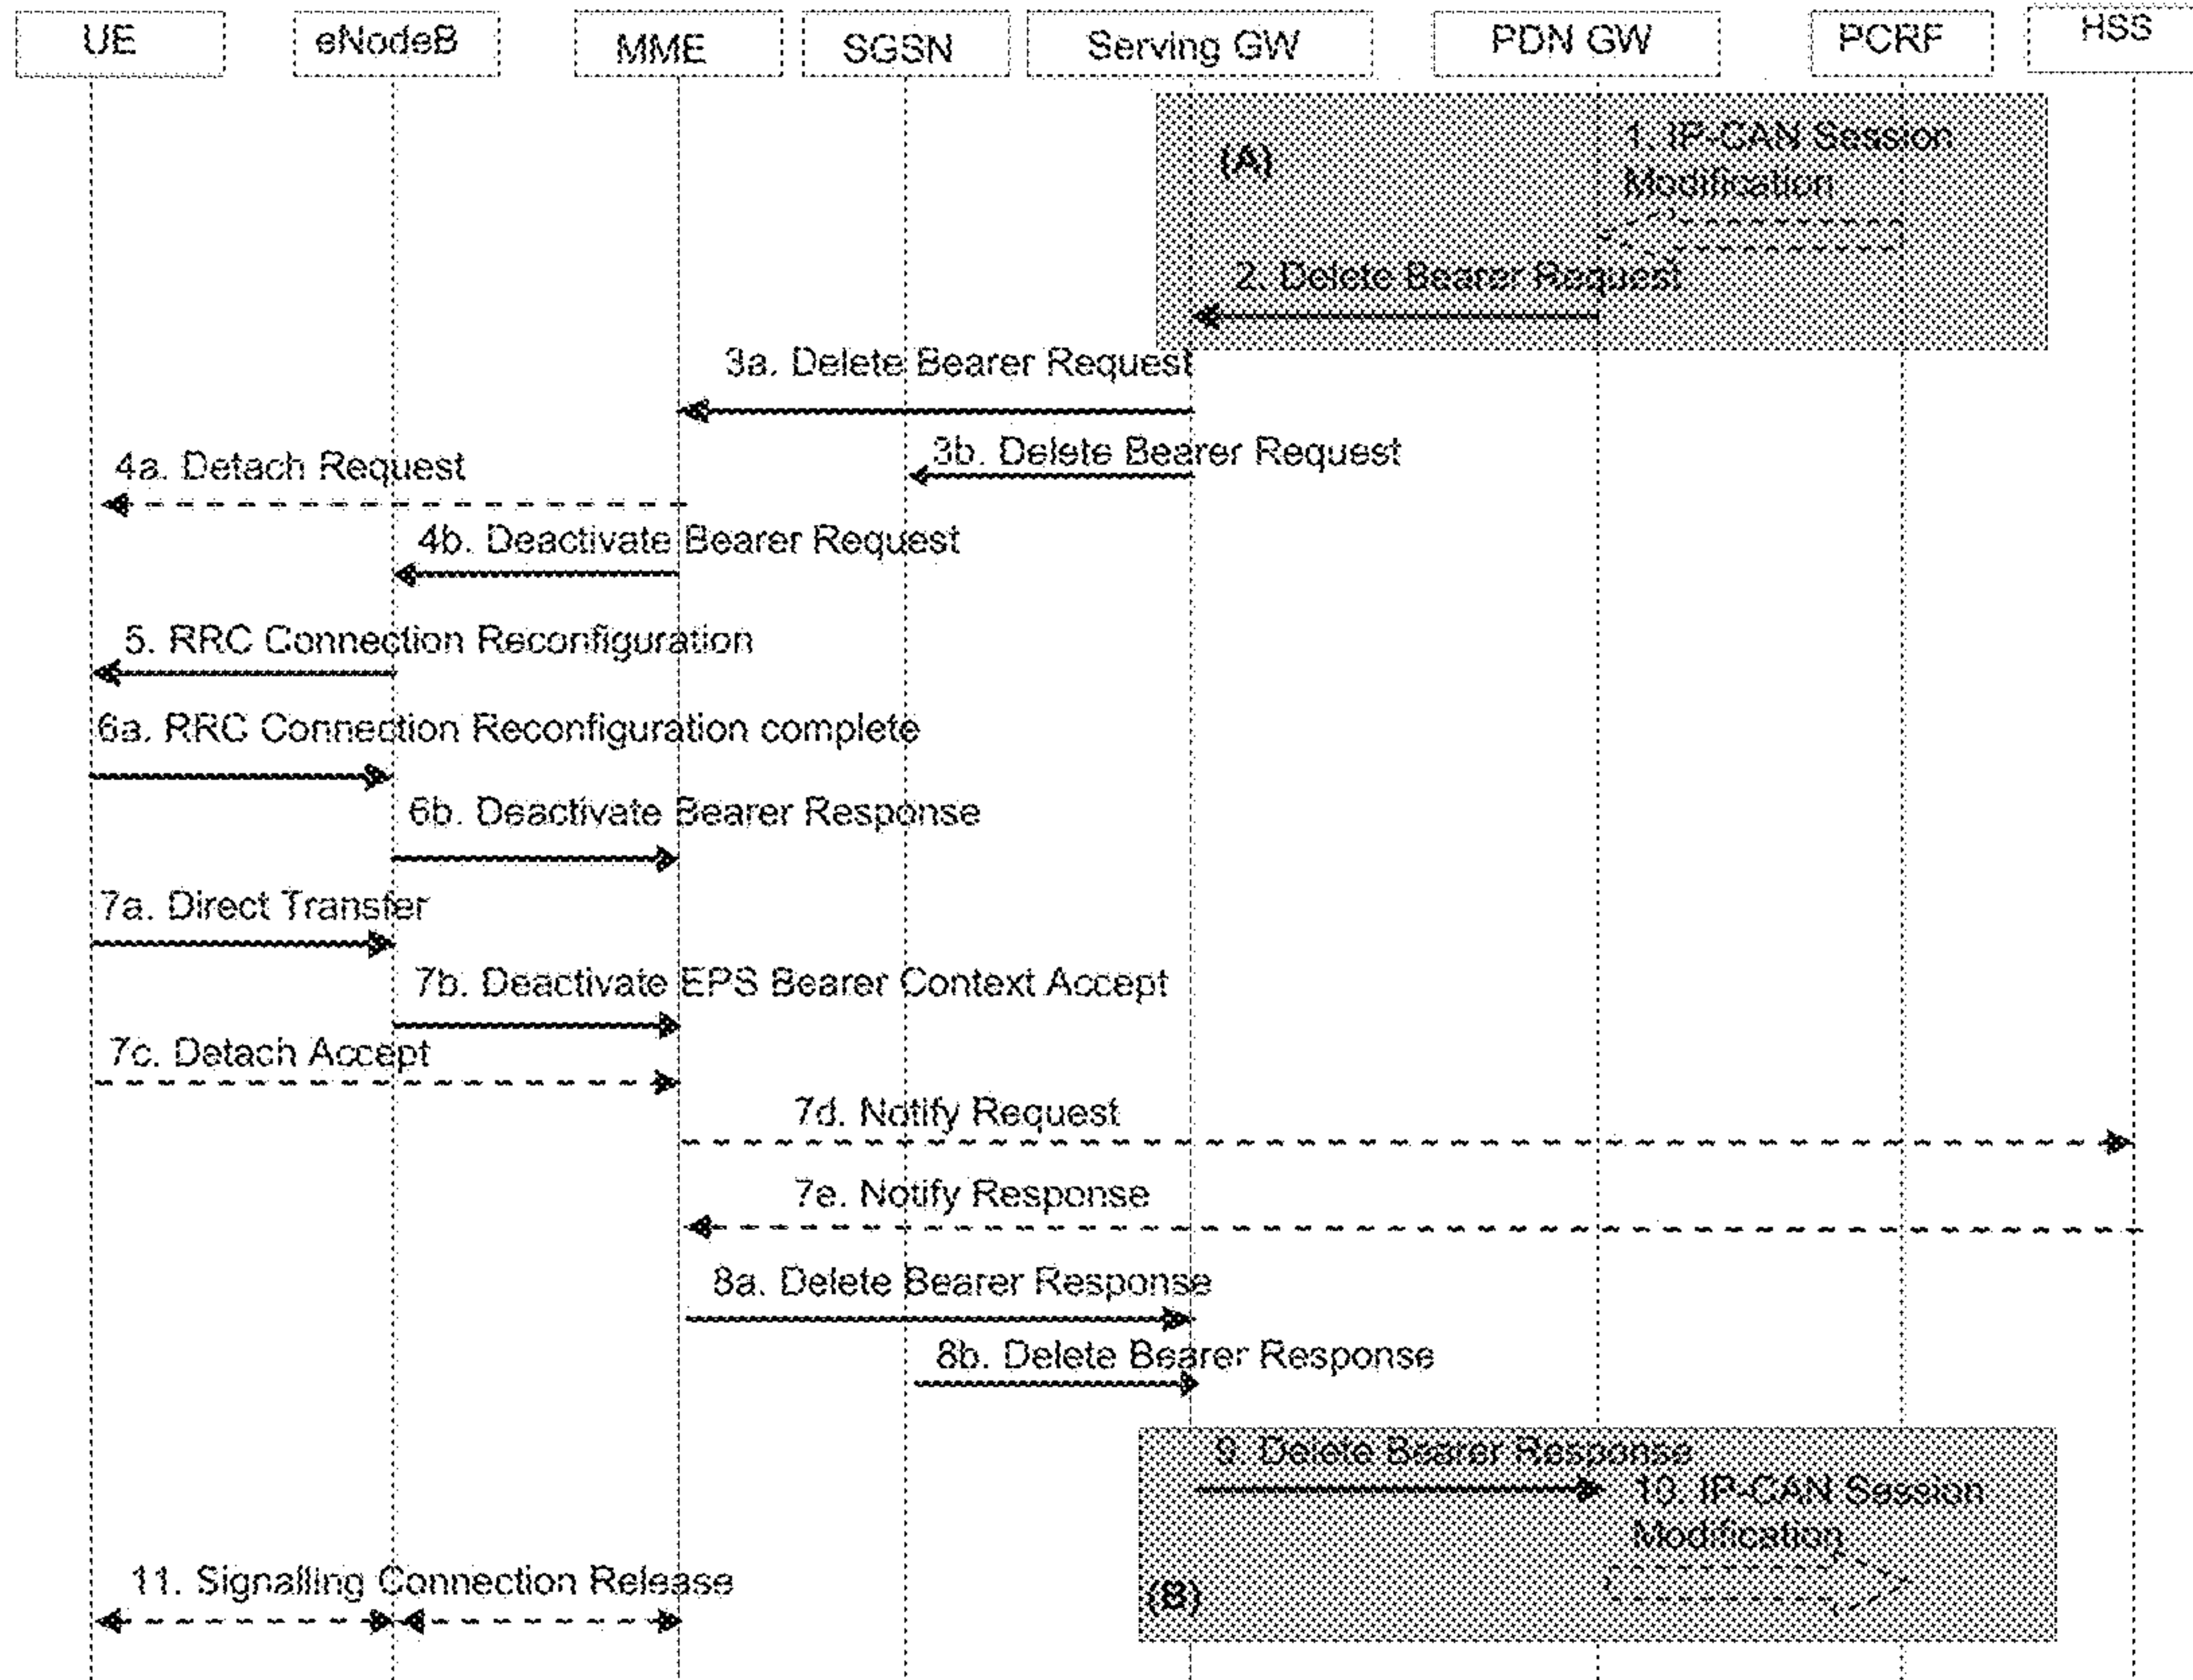 UE
eNodeB
MME
SGSN
Serving GW
PDN GW
PCRF
HSS
(A)
1. IP-CAN Session
Modification
2. Delete Bearer Request
3a. Delete Bearer Request
3b. Delete Bearer Request
4a. Detach Request
4b. Deactivate Bearer Request
5. RRC Connection Reconfiguration
6a. RRC Connection Reconfiguration complete
6b. Deactivate Bearer Response
7a. Direct Transfer
7b. Deactivate EPS Bearer Context Accept
7c. Detach Accept
7d. Notify Request
7e. Notify Response
8a. Delete Bearer Response
8b. Delete Bearer Response
9. Delete Bearer Response
10. IP-CAN Session
Modification
11. Signalling Connection Release
(B)